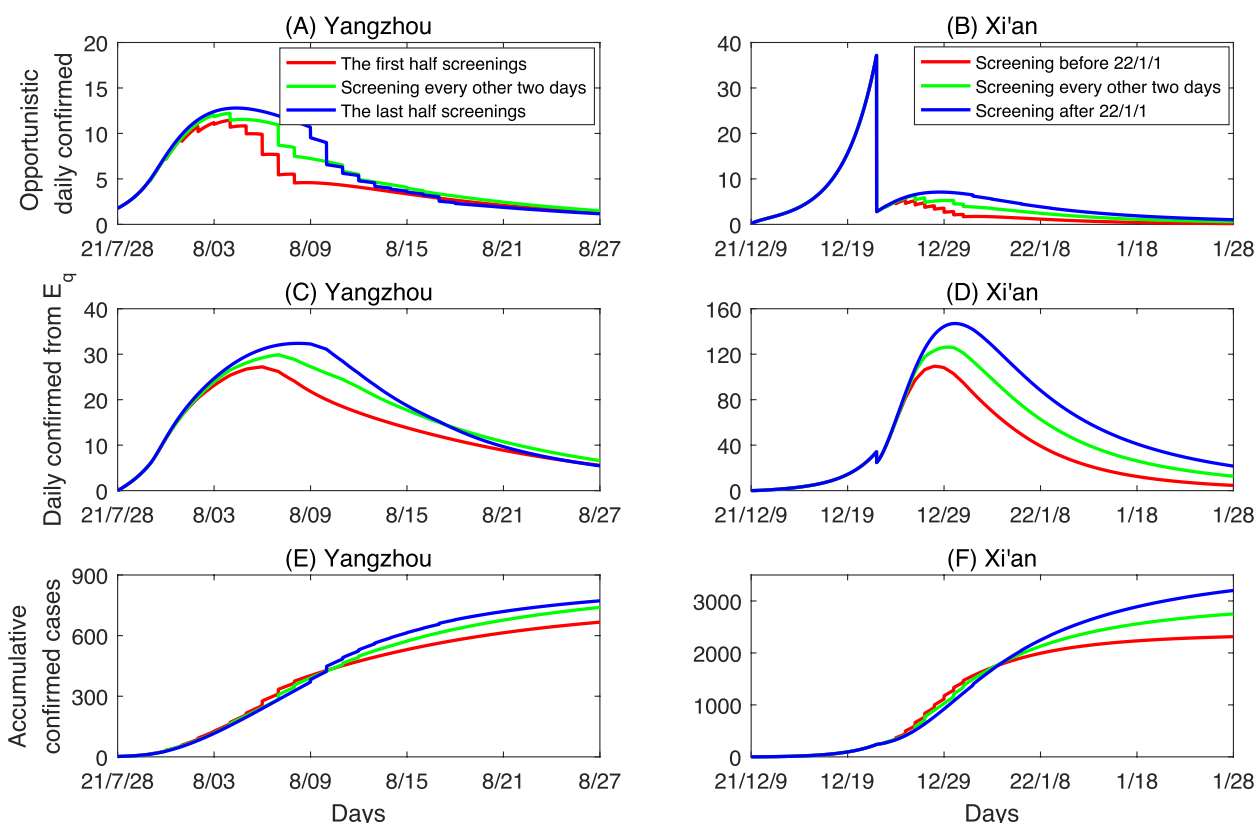 (A) Yangzhou
Opportunistic
daily confirmed
20
15
10
5
0
The first half screenings
Screening every other two days
The last half screenings
21/7/28 8/03 8/09 8/15 8/21 8/27
(B) Xi'an
40
30
20
10
0
Screening before 22/1/1
Screening every other two days
Screening after 22/1/1
21/12/9 12/19 12/29 22/1/8 1/18 1/28
(C) Yangzhou
Daily confirmed from Eq
40
30
20
10
0
21/7/28 8/03 8/09 8/15 8/21 8/27
(D) Xi'an
160
120
80
40
0
21/12/9 12/19 12/29 22/1/8 1/18 1/28
(E) Yangzhou
Accumulative
confirmed cases
900
600
300
0
21/7/28 8/03 8/09 8/15 8/21 8/27
Days
(F) Xi'an
3000
2000
1000
0
21/12/9 12/19 12/29 22/1/8 1/18 1/28
Days